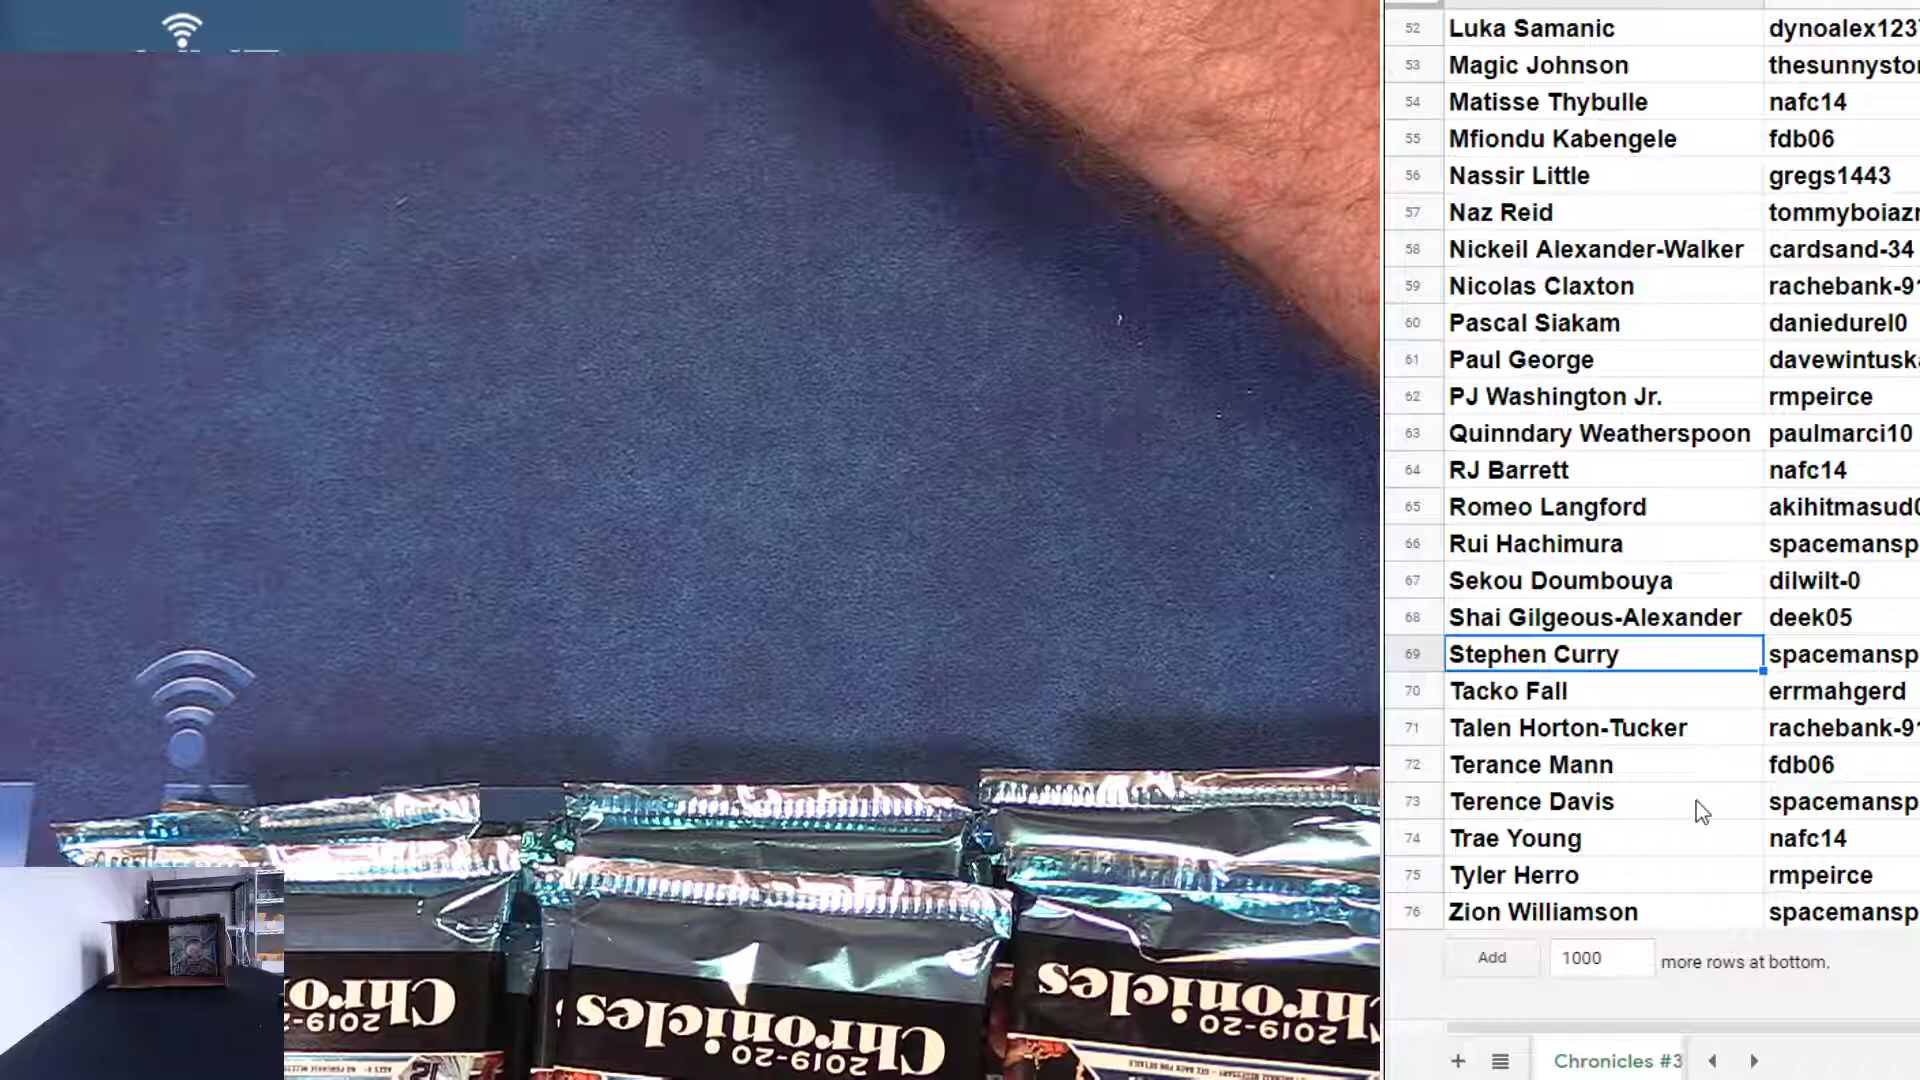 52 Luka Samanic dynoalex123
53 Magic Johnson thesunnysto
54 Matisse Thybulle nafc14
55 Mfiondu Kabengele fdb06
56 Nassir Little gregs1443
57 Naz Reid tommyboiaz
58 Nickeil Alexander-Walker cardsand-34
59 Nicolas Claxton rachebank-9
60 Pascal Siakam daniedurel0
61 Paul George davewintusk
62 PJ Washington Jr. rmpeirce
63 Quinndary Weatherspoon paulmarci10
64 RJ Barrett nafc14
65 Romeo Langford akihitmasud
66 Rui Hachimura spacemansp
67 Sekou Doumbouya dilwilt-0
68 Shai Gilgeous-Alexander deek05
69 Stephen Curry spacemansp
70 Tacko Fall errmahgerd
71 Talen Horton-Tucker rachebank-9
72 Terance Mann fdb06
73 Terence Davis spacemansp
74 Trae Young nafc14
75 Tyler Herro rmpeirce
76 Zion Williamson spacemansp
Add 1000 more rows at bottom.
Chronicles #3
2019-20
Chro
2019-20
Chronicles
2019-20
Chronicles